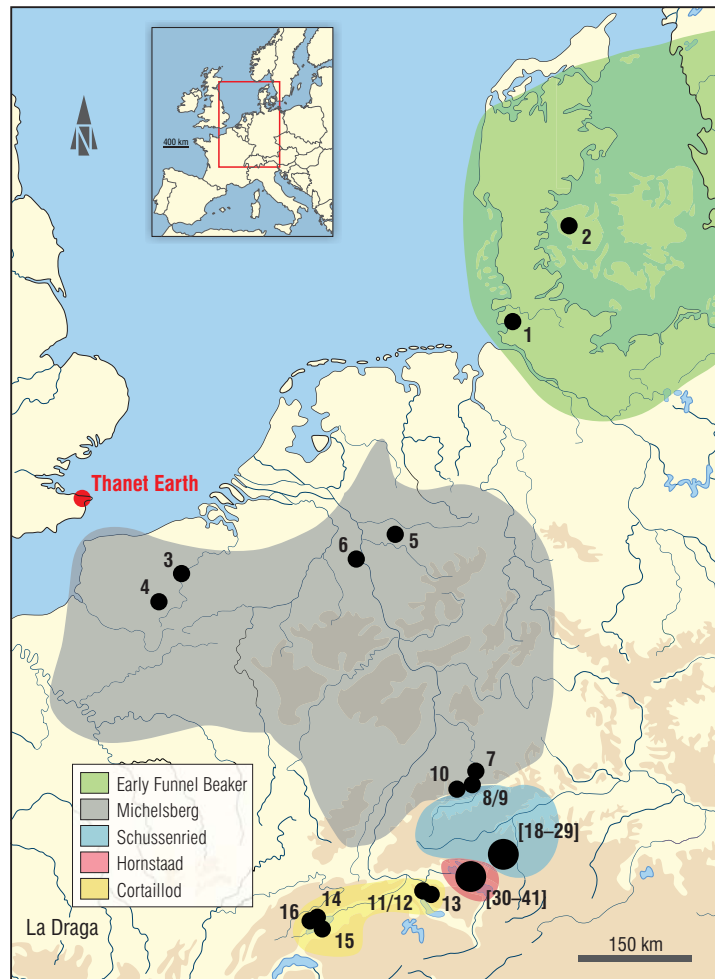 400 km
N
2
1
Thanet Earth
3
4
5
6
7
10
8/9
[18–29]
[30–41]
11/12
13
14
16
15
Early Funnel Beaker
Michelsberg
Schussenried
Hornstaad
Cortaillod
La Draga
150 km